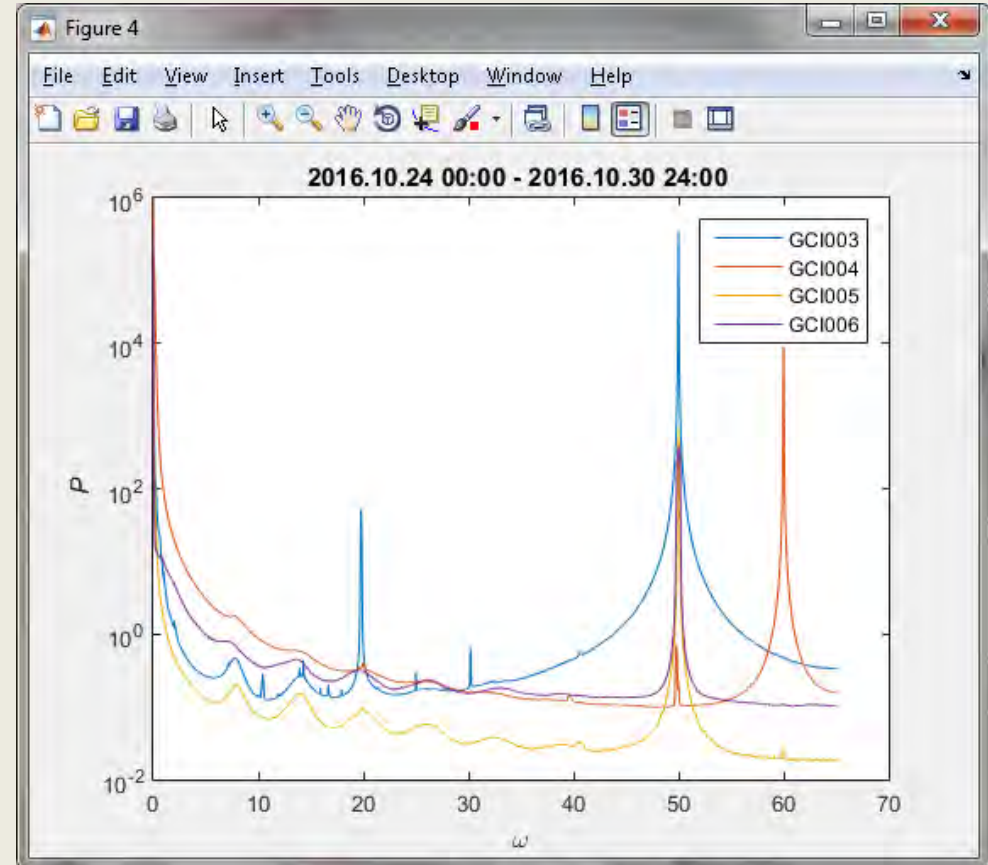 Figure 4
File Edit View Insert Tools Desktop Window Help
2016.10.24 00:00 - 2016.10.30 24:00
GCI003
GCI004
GCI005
GCI006
10^6
10^4
10^2
10^0
10^-2
P
0 10 20 30 40 50 60 70
ω